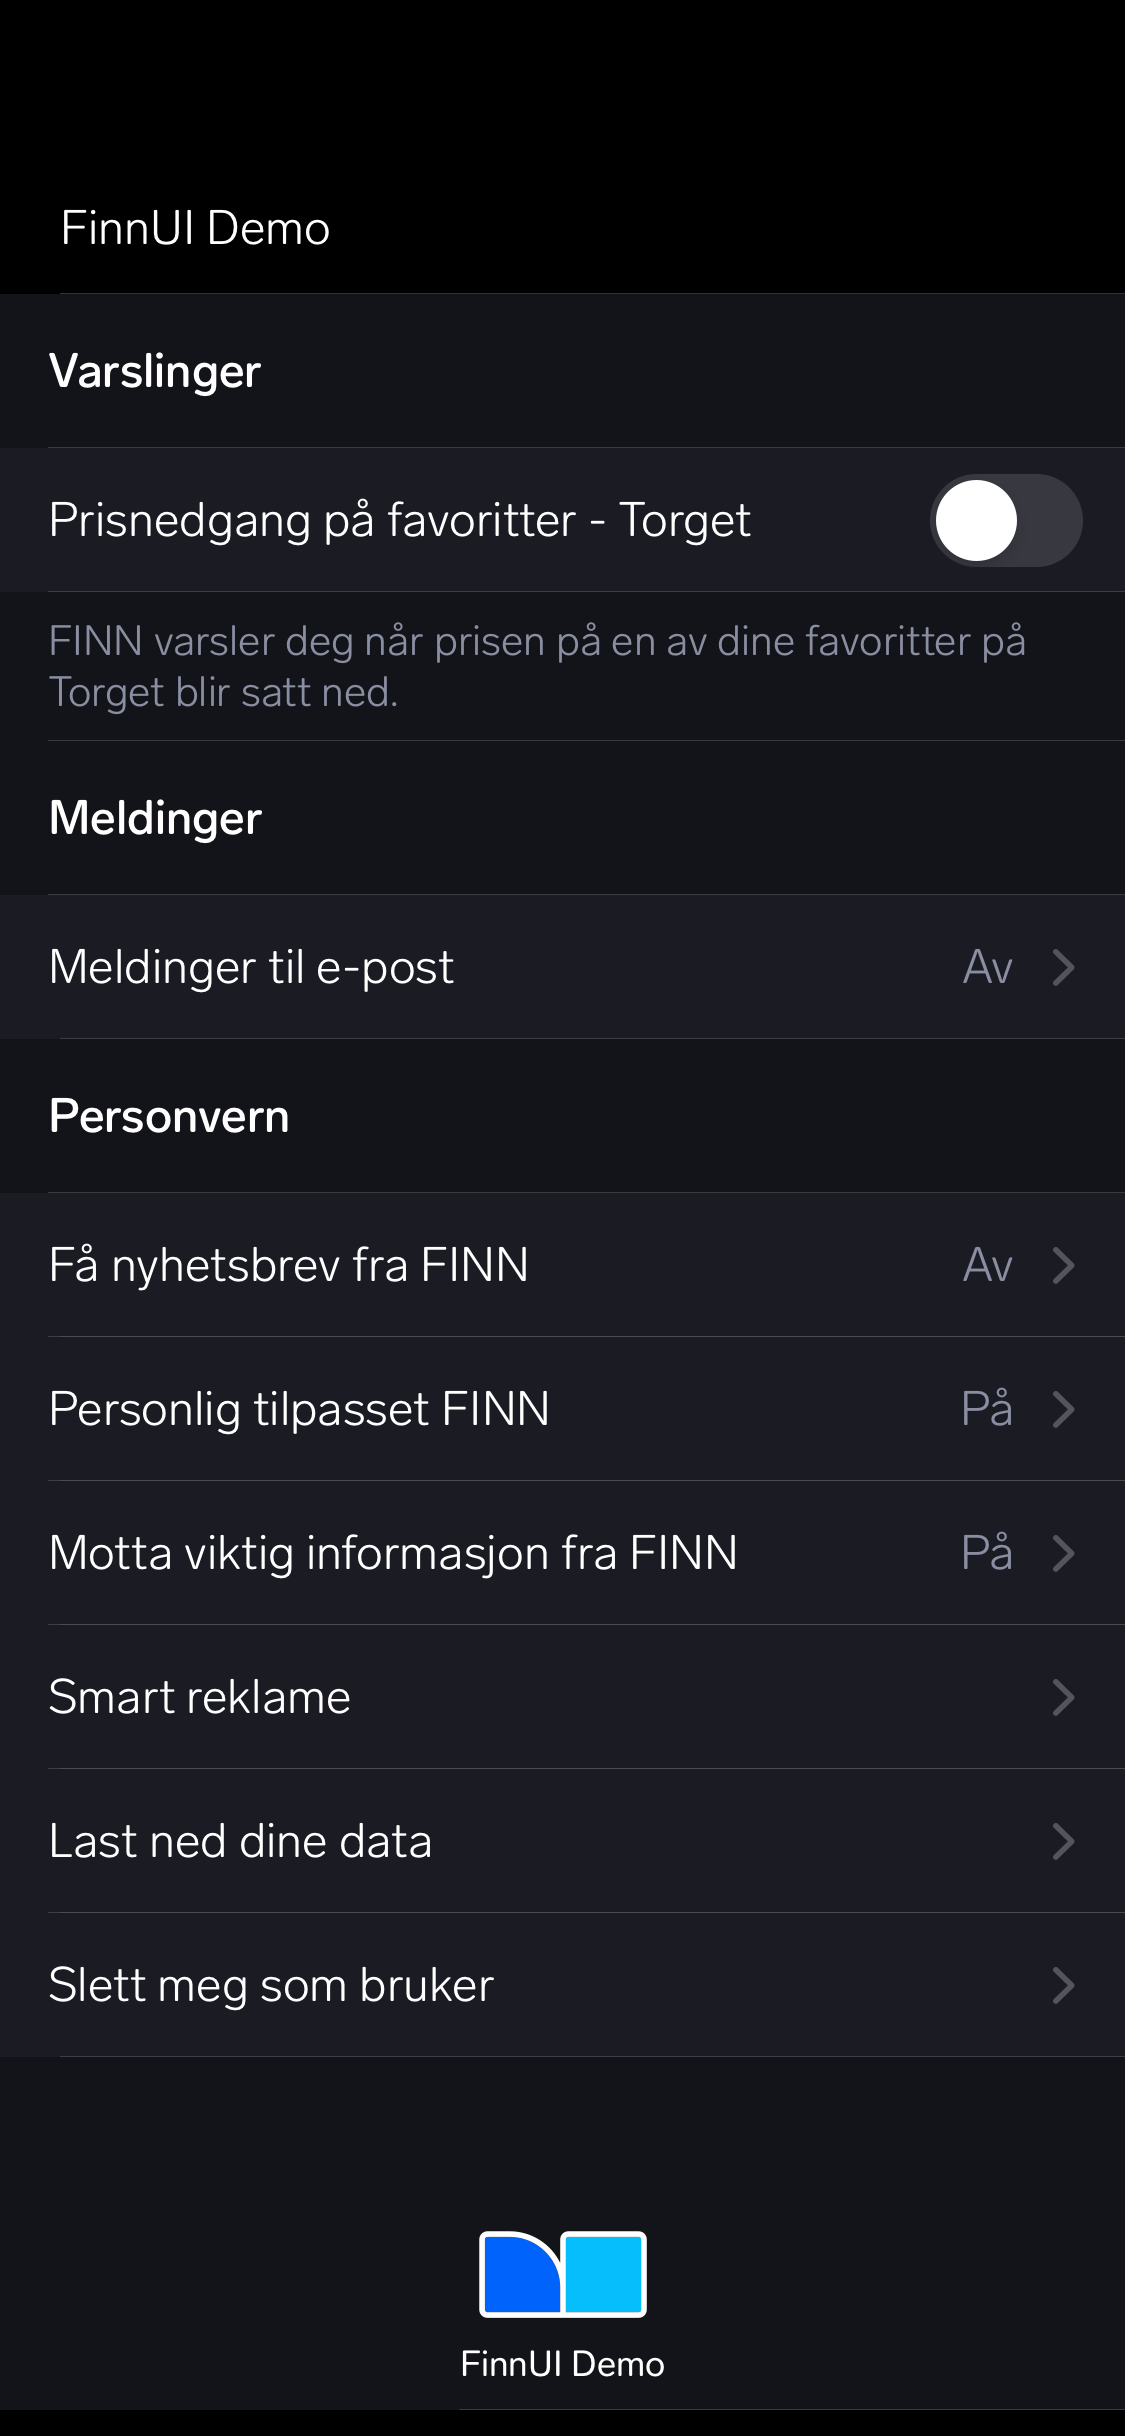 FinnUI Demo
Varslinger
Prisnedgang på favoritter - Torget
FINN varsler deg når prisen på en av dine favoritter på
Torget blir satt ned.
Meldinger
Meldinger til e-post Av
Personvern
Få nyhetsbrev fra FINN Av
Personlig tilpasset FINN På
Motta viktig informasjon fra FINN På
Smart reklame
Last ned dine data
Slett meg som bruker
FinnUI Demo